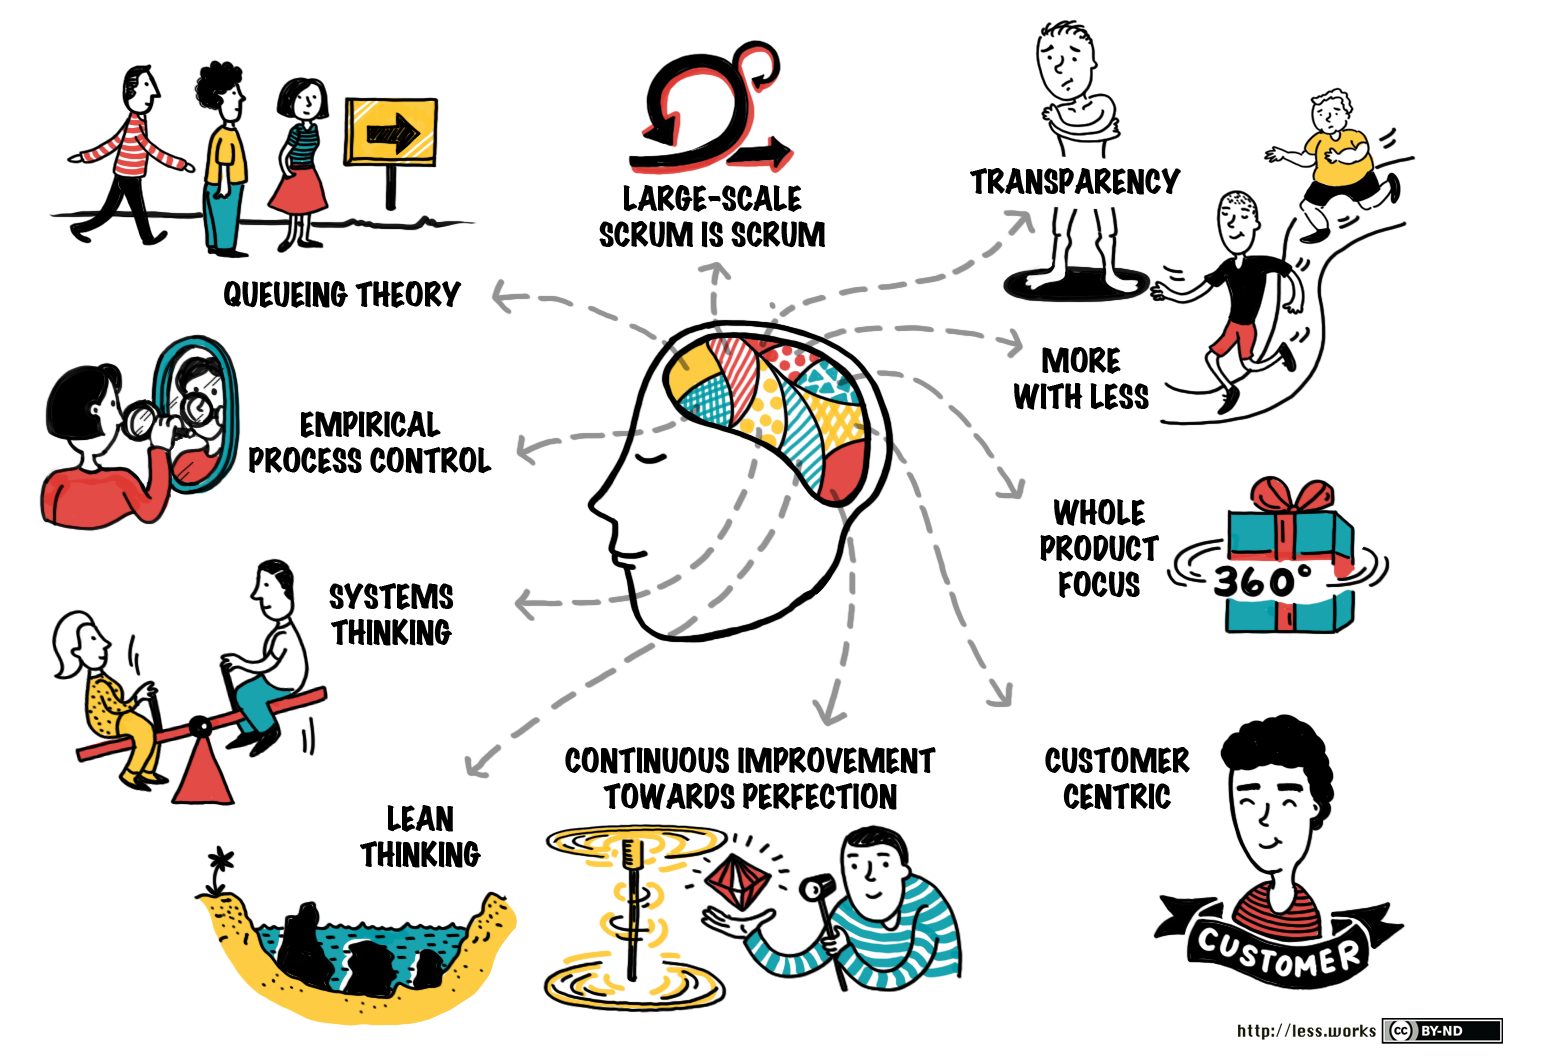 LARGE-SCALE
SCRUM IS SCRUM
TRANSPARENCY
QUEUEING THEORY
MORE
WITH LESS
EMPIRICAL
PROCESS CONTROL
WHOLE
PRODUCT
FOCUS
360°
SYSTEMS
THINKING
CONTINUOUS IMPROVEMENT
TOWARDS PERFECTION
CUSTOMER
CENTRIC
LEAN
THINKING
CUSTOMER
http://less.works
cc BY-ND